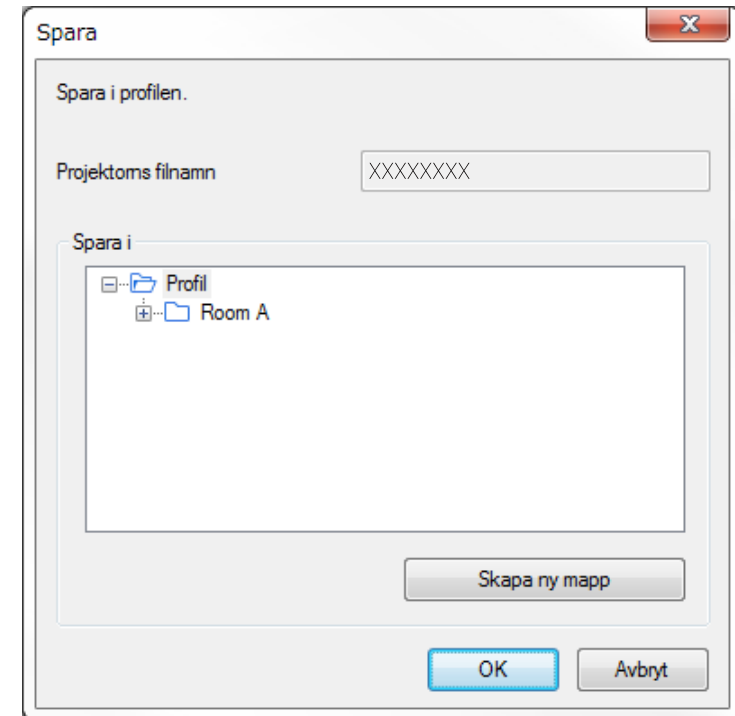 Spara
Spara i profilen.
Projektorns filnamn XXXXXXXX
Spara i
Profil
Room A
Skapa ny mapp
OK Avbryt